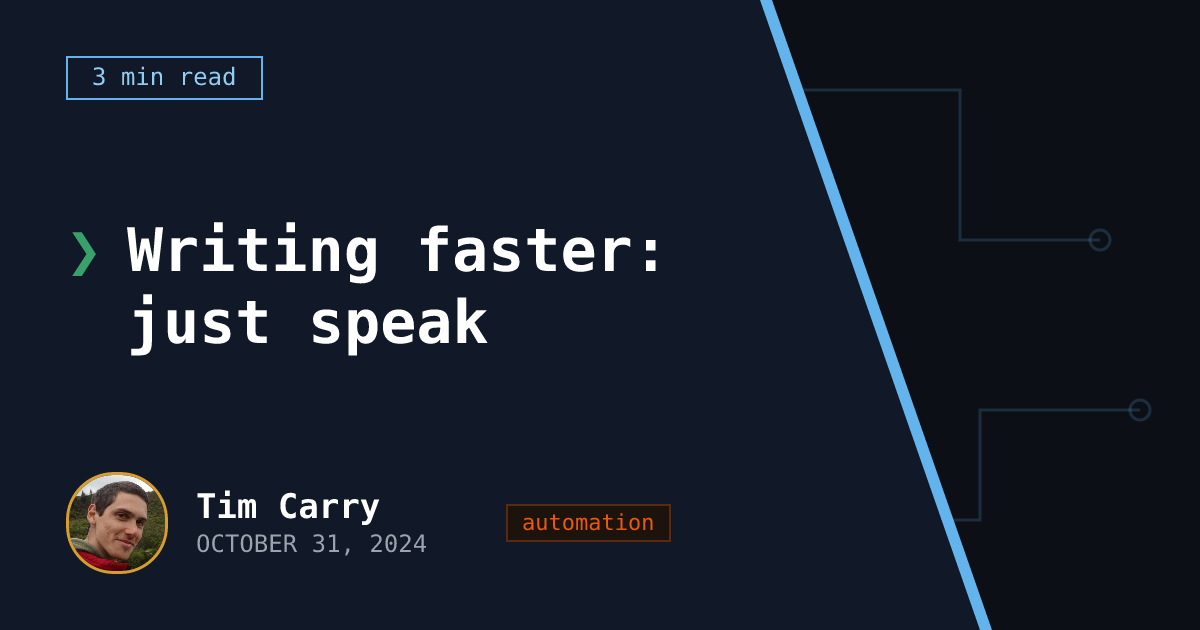 3 min read
❯ Writing faster:
just speak
Tim Carry
OCTOBER 31, 2024
automation